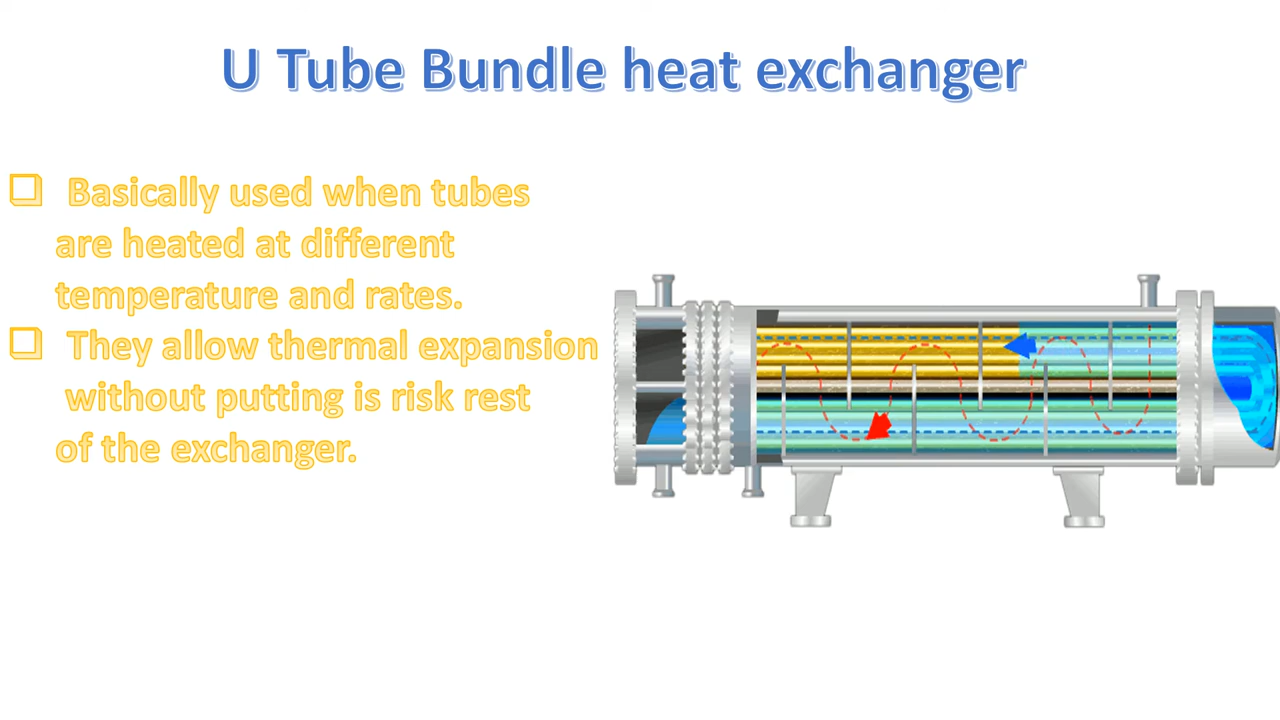 U Tube Bundle heat exchanger
Basically used when tubes
are heated at different
temperature and rates.
They allow thermal expansion
without putting is risk rest
of the exchanger.